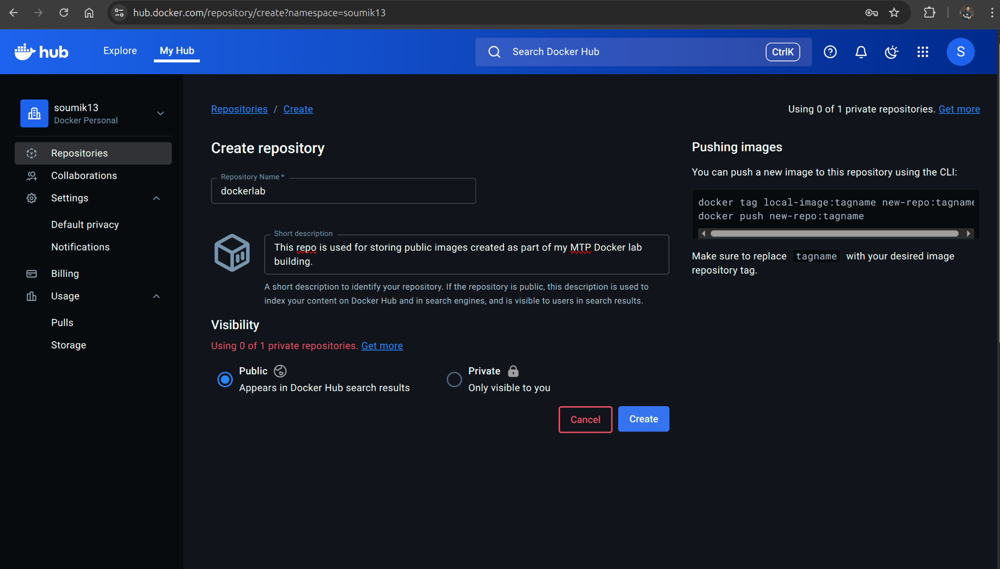 hub.docker.com/repository/create?namespace=soumik13
hub
Explore
My Hub
Search Docker Hub
CtrlK
S
soumik13
Docker Personal
Repositories
Collaborations
Settings
Default privacy
Notifications
Billing
Usage
Pulls
Storage
Repositories / Create
Using 0 of 1 private repositories. Get more
Create repository
Repository Name *
dockerlab
Short description
This repo is used for storing public images created as part of my MTP Docker lab
building.
A short description to identify your repository. If the repository is public, this description is used to
index your content on Docker Hub and in search engines, and is visible to users in search results.
Visibility
Using 0 of 1 private repositories. Get more
Public
Appears in Docker Hub search results
Private
Only visible to you
Cancel
Create
Pushing images
You can push a new image to this repository using the CLI:
docker tag local-image:tagname new-repo:tagname
docker push new-repo:tagname
Make sure to replace tagname with your desired image
repository tag.